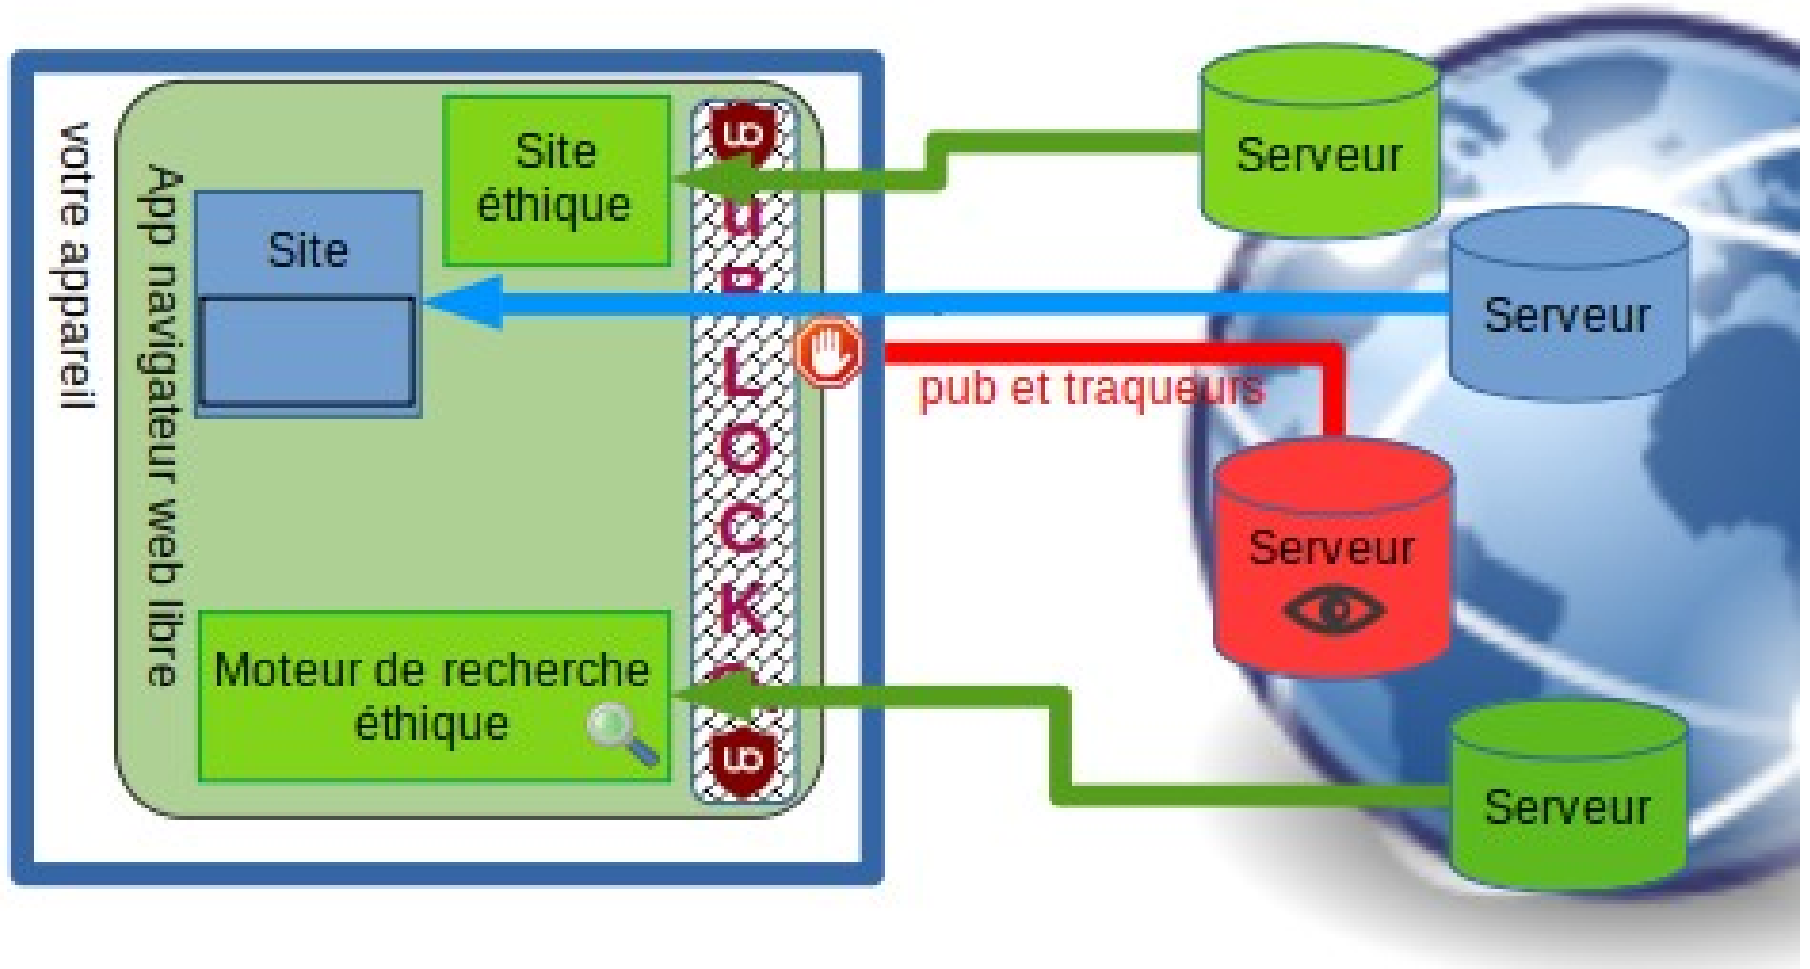 votre appareil
App navigateur web libre
Site
éthique
Site
Moteur de recherche
éthique
u
B
L
O
C
K
Serveur
Serveur
pub et traqueurs
Serveur
Serveur